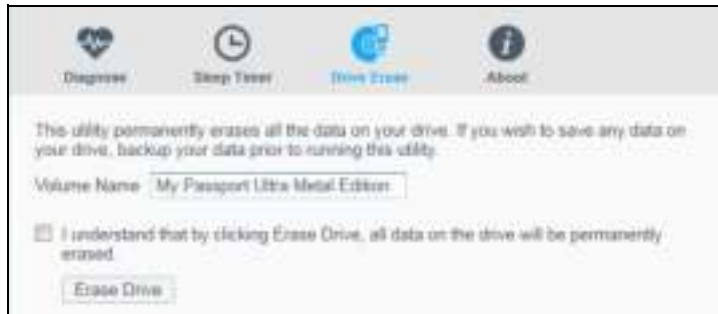 Diagnose
Sleep Timer
Drive Erase
About
This utility permanently erases all the data on your drive. If you wish to save any data on
your drive, backup your data prior to running this utility.
Volume Name My Passport Ultra Metal Edition
I understand that by clicking Erase Drive, all data on the drive will be permanently
erased.
Erase Drive